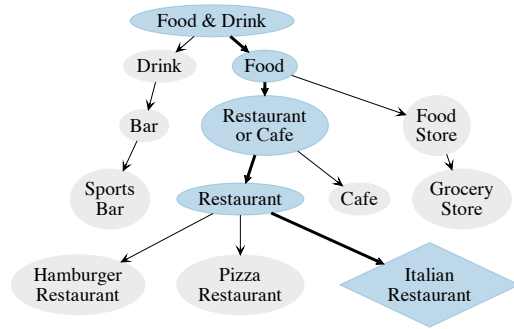 Food & Drink
Drink
Food
Bar
Restaurant
or Cafe
Food
Store
Sports
Bar
Restaurant
Cafe
Grocery
Store
Hamburger
Restaurant
Pizza
Restaurant
Italian
Restaurant